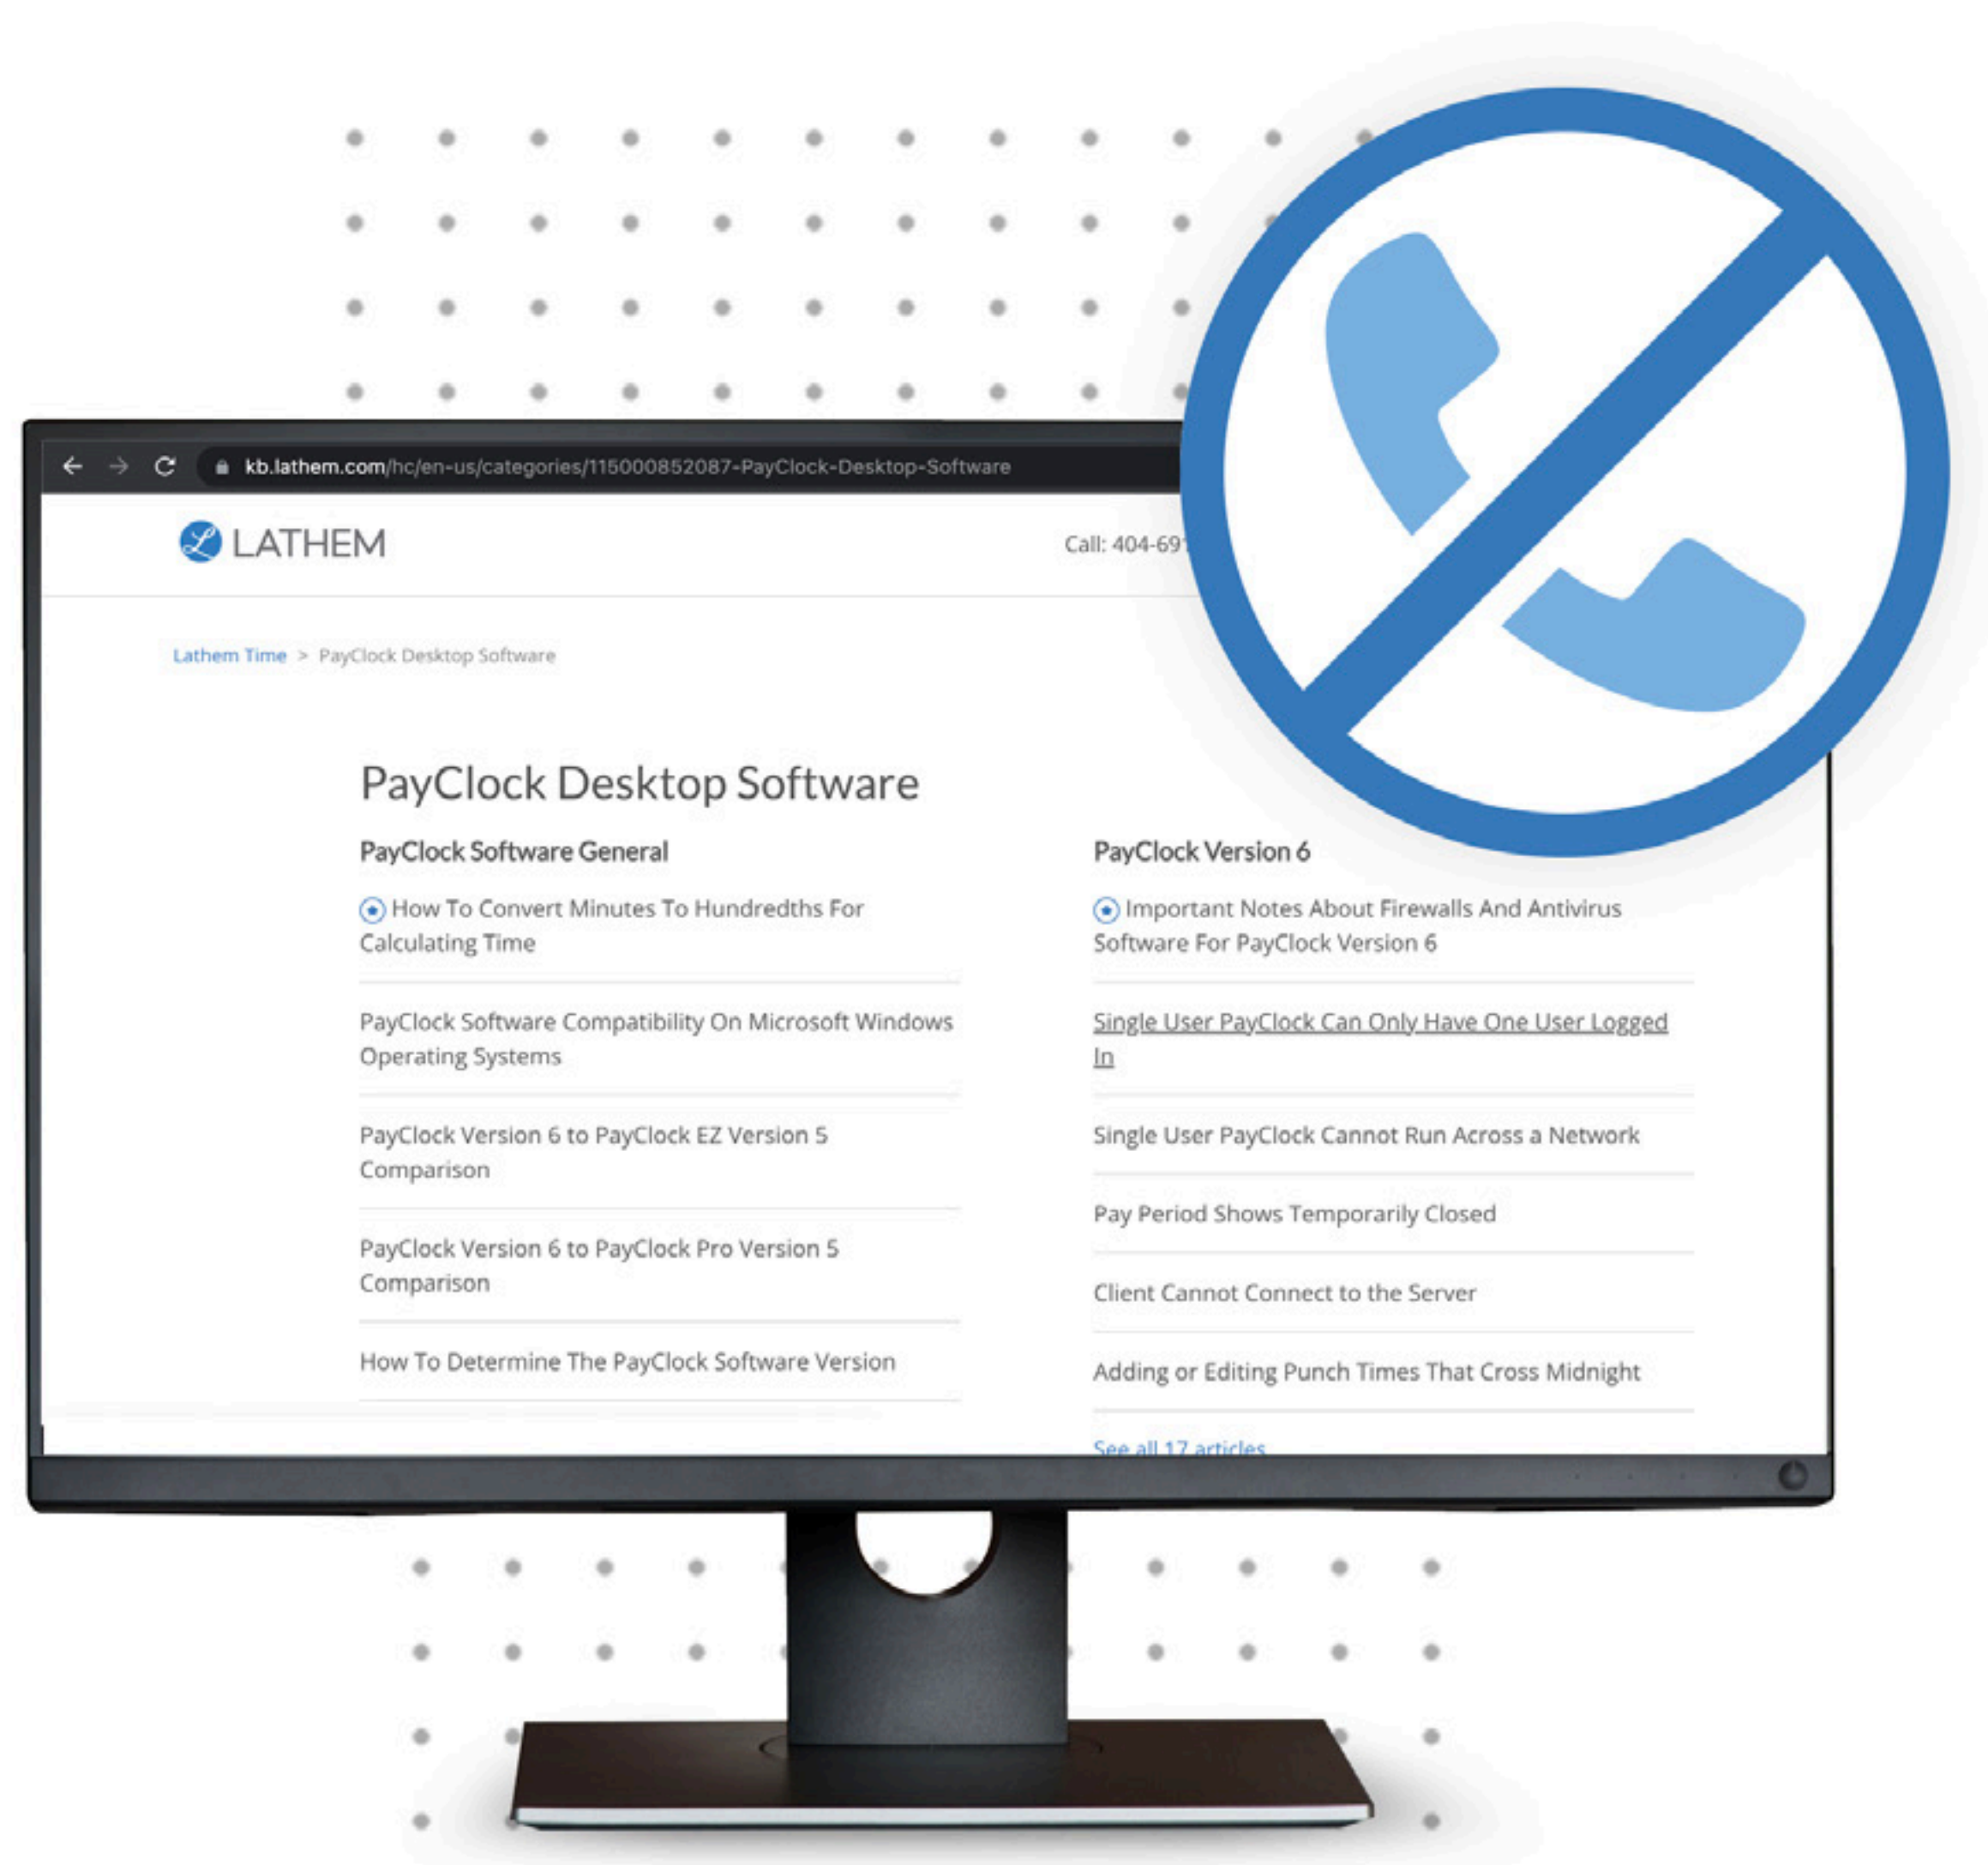 kb.lathem.com/hc/en-us/categories/115000852087-PayClock-Desktop-Software
LATHEM
Call: 404-69
Lathem Time > PayClock Desktop Software
PayClock Desktop Software
PayClock Software General
How To Convert Minutes To Hundredths For
Calculating Time
PayClock Software Compatibility On Microsoft Windows
Operating Systems
PayClock Version 6 to PayClock EZ Version 5
Comparison
PayClock Version 6 to PayClock Pro Version 5
Comparison
How To Determine The PayClock Software Version
PayClock Version 6
Important Notes About Firewalls And Antivirus
Software For PayClock Version 6
Single User PayClock Can Only Have One User Logged
In
Single User PayClock Cannot Run Across a Network
Pay Period Shows Temporarily Closed
Client Cannot Connect to the Server
Adding or Editing Punch Times That Cross Midnight
See all 17 articles